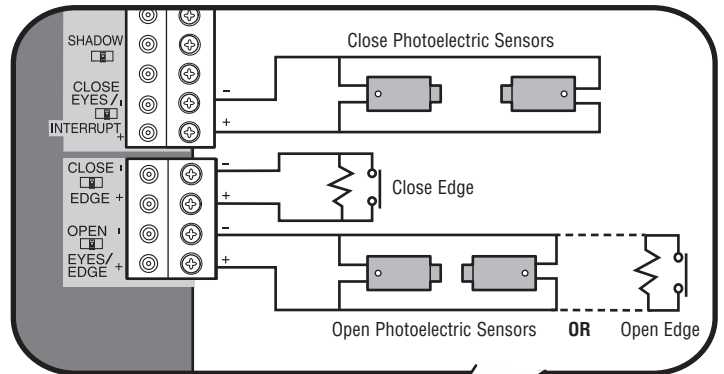 SHADOW
CLOSE
EYES/ -
INTERRUPT +
Close Photoelectric Sensors
-
+
CLOSE -
EDGE +
-
+
Close Edge
OPEN -
EYES/
EDGE +
-
+
Open Photoelectric Sensors OR Open Edge